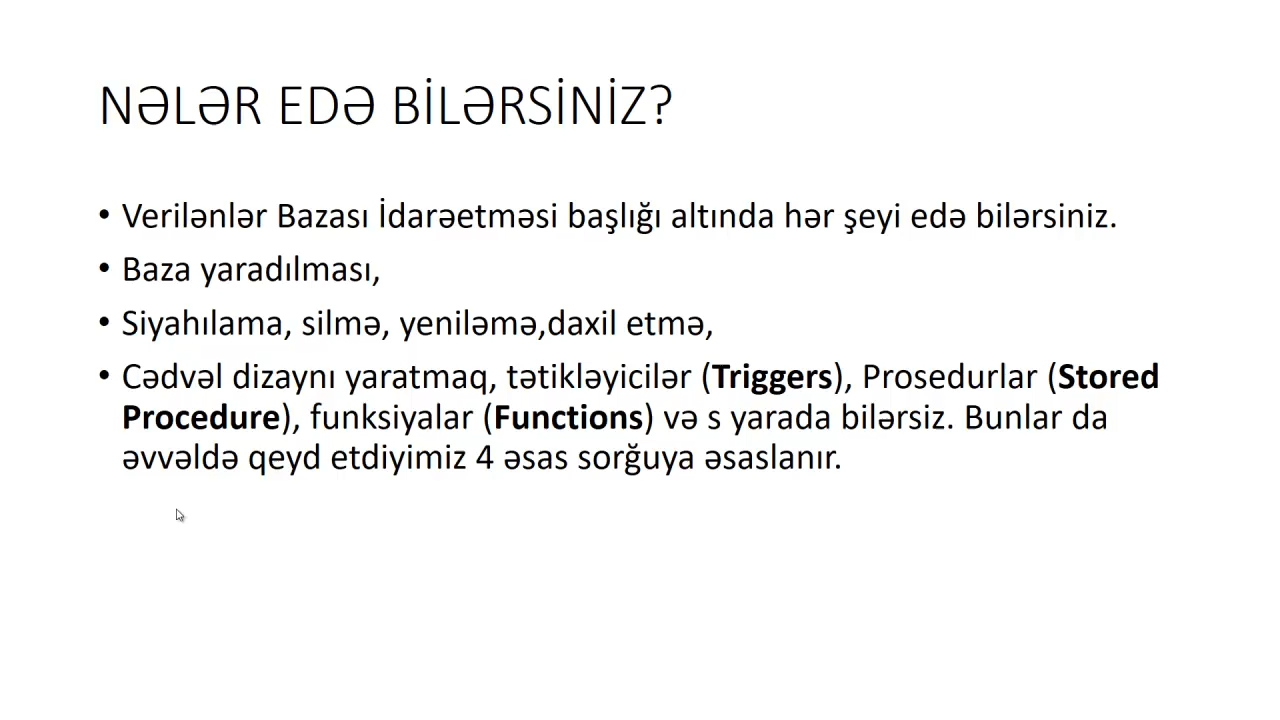 NƏLƏR EDƏ BİLƏRSİNİZ?
• Verilənlər Bazası İdarəetməsi başlığı altında hər şeyi edə bilərsiniz.
• Baza yaradılması,
• Siyahılama, silmə, yeniləmə,daxil etmə,
• Cədvəl dizaynı yaratmaq, tətikləyicilər (Triggers), Prosedurlar (Stored
Procedure), funksiyalar (Functions) və s yarada bilərsiz. Bunlar da
əvvəldə qeyd etdiyimiz 4 əsas sorğuya əsaslanır.